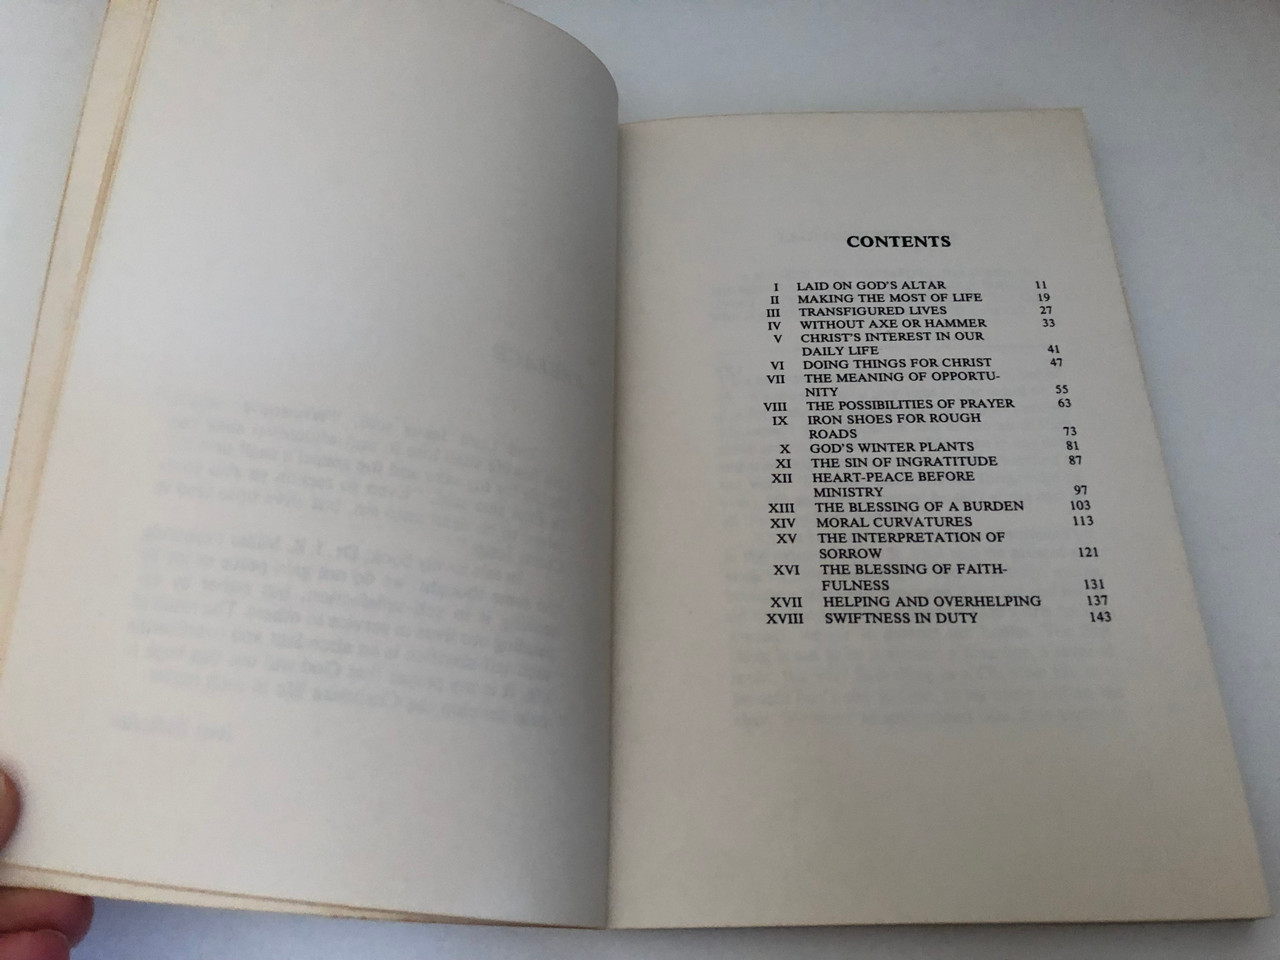 CONTENTS
I LAID ON GOD'S ALTAR 11
II MAKING THE MOST OF LIFE 19
III TRANSFIGURED LIVES 27
IV WITHOUT AXE OR HAMMER 33
V CHRIST'S INTEREST IN OUR
DAILY LIFE 41
VI DOING THINGS FOR CHRIST 47
VII THE MEANING OF OPPORTU-
NITY 55
VIII THE POSSIBILITIES OF PRAYER 63
IX IRON SHOES FOR ROUGH
ROADS 73
X GOD'S WINTER PLANTS 81
XI THE SIN OF INGRATITUDE 87
XII HEART-PEACE BEFORE
MINISTRY 97
XIII THE BLESSING OF A BURDEN 103
XIV MORAL CURVATURES 113
XV THE INTERPRETATION OF
SORROW 121
XVI THE BLESSING OF FAITH-
FULNESS 131
XVII HELPING AND OVERHELPING 137
XVIII SWIFTNESS IN DUTY 143